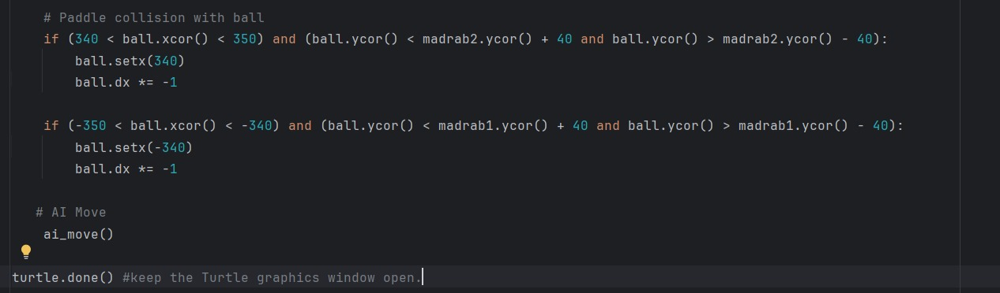 # Paddle collision with ball
if (340 < ball.xcor() < 350) and (ball.ycor() < madrab2.ycor() + 40 and ball.ycor() > madrab2.ycor() - 40):
ball.setx(340)
ball.dx *= -1
if (-350 < ball.xcor() < -340) and (ball.ycor() < madrab1.ycor() + 40 and ball.ycor() > madrab1.ycor() - 40):
ball.setx(-340)
ball.dx *= -1
# AI Move
ai_move()
turtle.done() #keep the Turtle graphics window open.